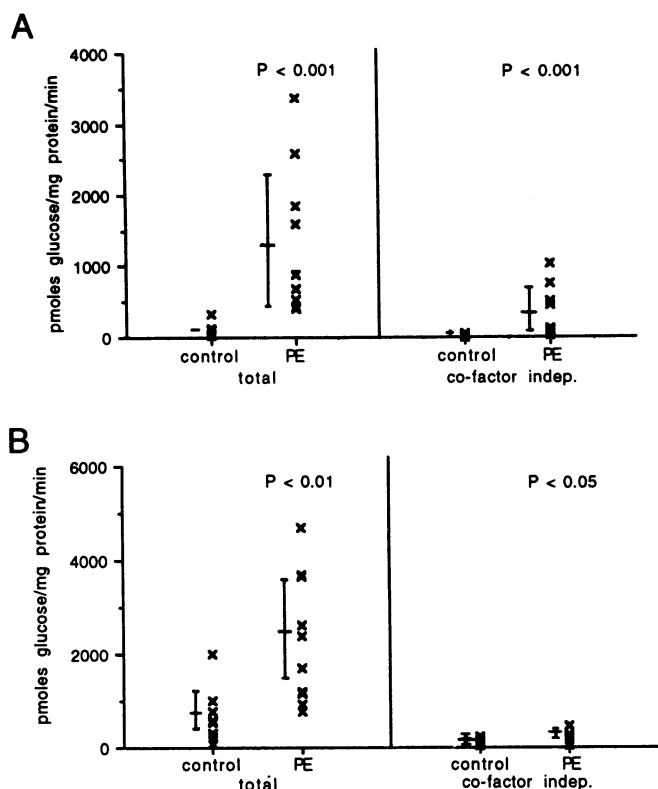 A
pmoles glucose/mg protein/min
4000
3000
2000
1000
0
P < 0.001
P < 0.001
control PE control PE
total co-factor indep.
B
pmoles glucose/mg protein/min
6000
4000
2000
0
P < 0.01
P < 0.05
control PE control PE
total co-factor indep.